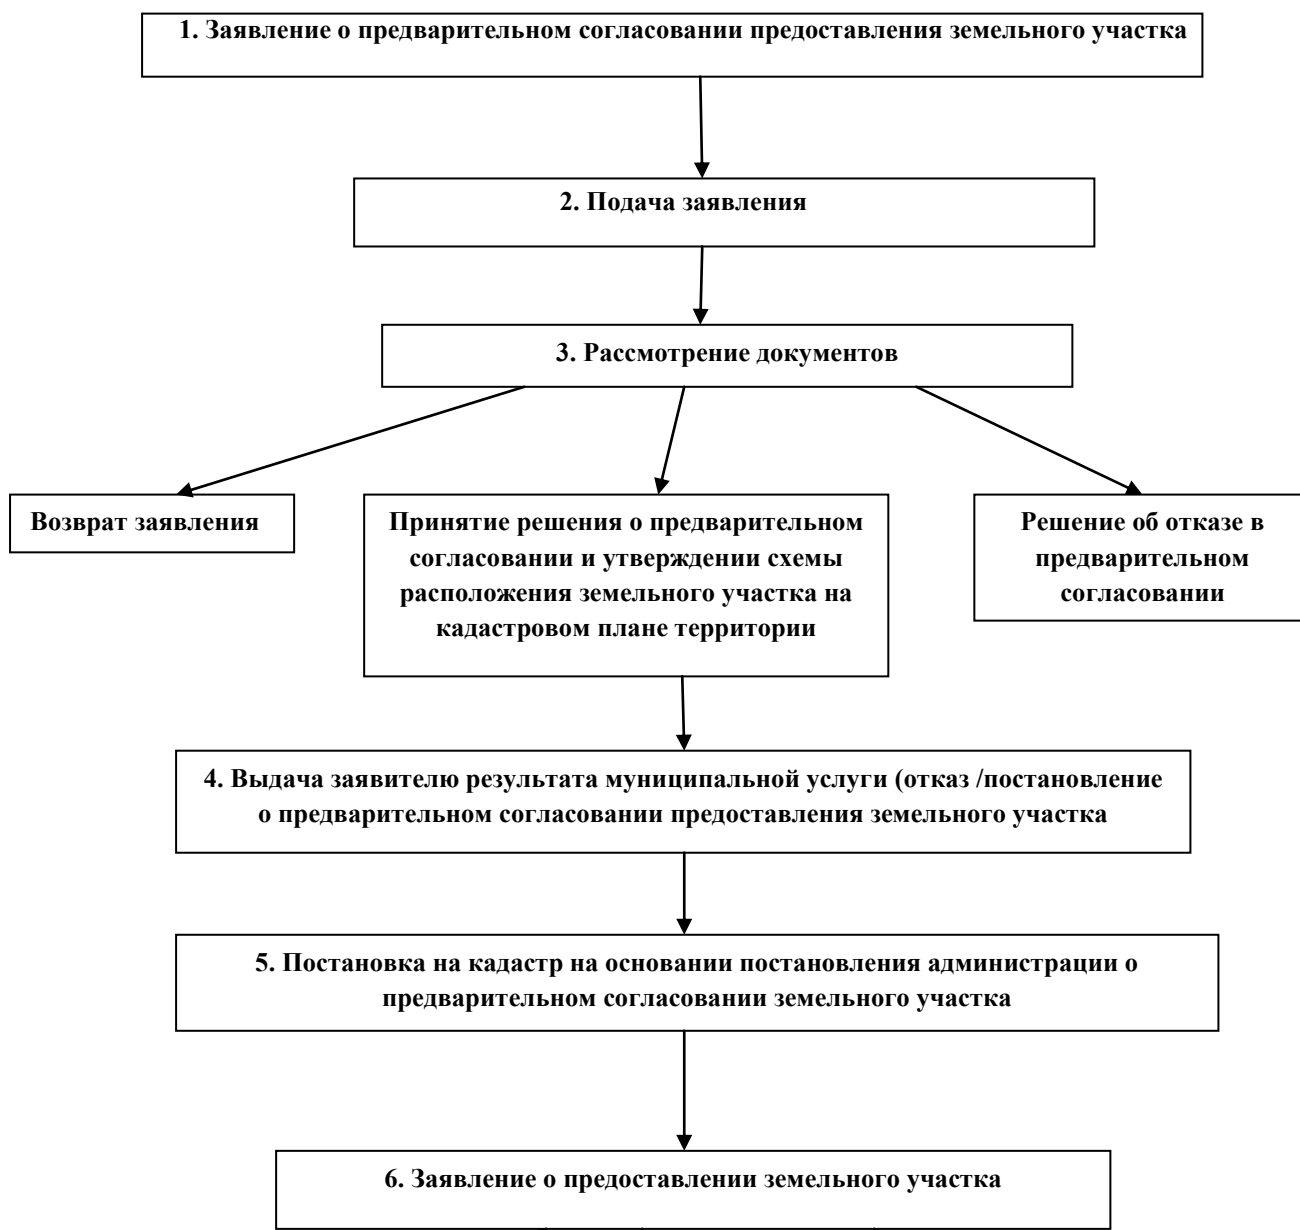 1. Заявление о предварительном согласовании предоставления земельного участка
2. Подача заявления
3. Рассмотрение документов
Возврат заявления
Принятие решения о предварительном
согласовании и утверждении схемы
расположения земельного участка на
кадастровом плане территории
Решение об отказе в
предварительном
согласовании
4. Выдача заявителю результата муниципальной услуги (отказ /постановление
о предварительном согласовании предоставления земельного участка
5. Постановка на кадастр на основании постановления администрации о
предварительном согласовании земельного участка
6. Заявление о предоставлении земельного участка